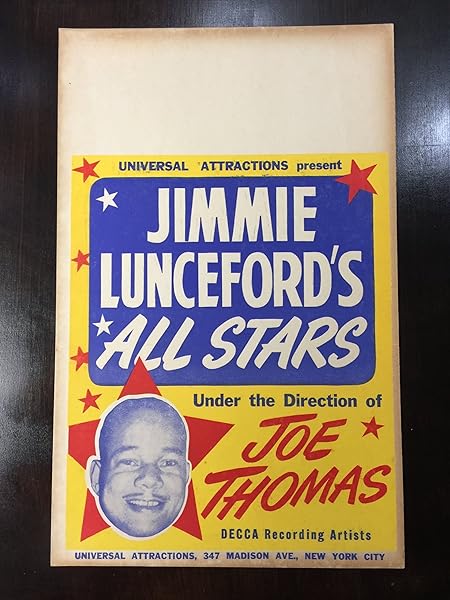 UNIVERSAL ATTRACTIONS present
JIMMIE
LUNCEFORD'S
ALL STARS
Under the Direction of
JOE
THOMAS
DECCA Recording Artists
UNIVERSAL ATTRACTIONS, 347 MADISON AVE., NEW YORK CITY